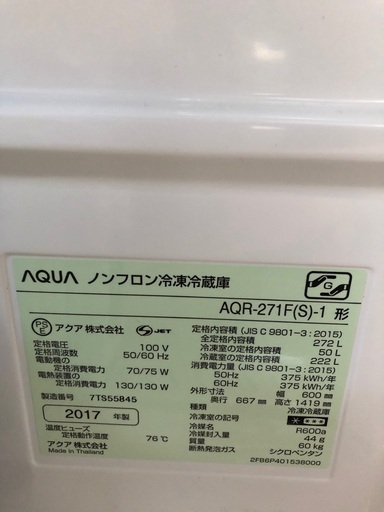 AQUA ノンフロン冷凍冷蔵庫
G
AQR-271F(S)-1 形
PSE アクア株式会社 S JET
定格電圧 100 V
定格周波数 50/60 Hz
電動機の
定格消費電力 70/75 W
電熱装置の
定格消費電力 130/130 W
製造番号 7TS55845
2017 年製
温度ヒューズ
定格動作温度 76℃
アクア株式会社
Made in Thailand
定格内容積 (JIS C 9801-3:2015)
全定格内容積 272 L
冷凍室の定格内容積 50 L
冷蔵室の定格内容積 222 L
消費電力量 (JIS C 9801-3:2015)
50Hz 375 kWh/年
60Hz 375 kWh/年
外形寸法 幅 600 mm
奥行 667 mm 高さ 1419 mm
種類 冷凍冷蔵庫
冷凍室の記号
冷媒名 R600a
冷媒封入量 44 g
質量 60 kg
断熱発泡ガス シクロペンタン
2FB6P401538000